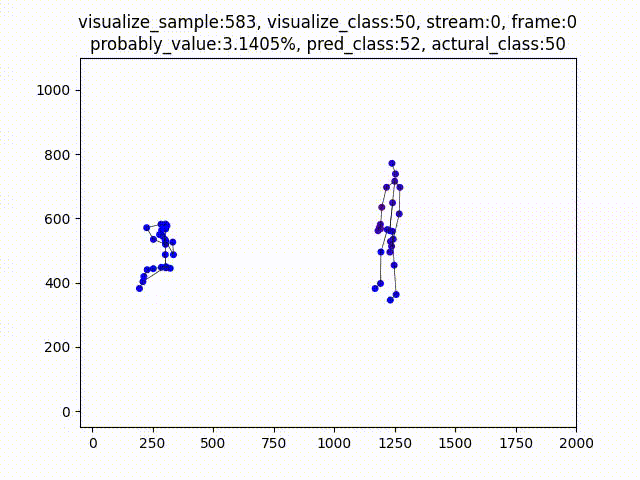 visualize_sample:583, visualize_class:50, stream:0, frame:0
probably_value:3.1405%, pred_class:52, actural_class:50
1000
800
600
400
200
0
0 250 500 750 1000 1250 1500 1750 2000